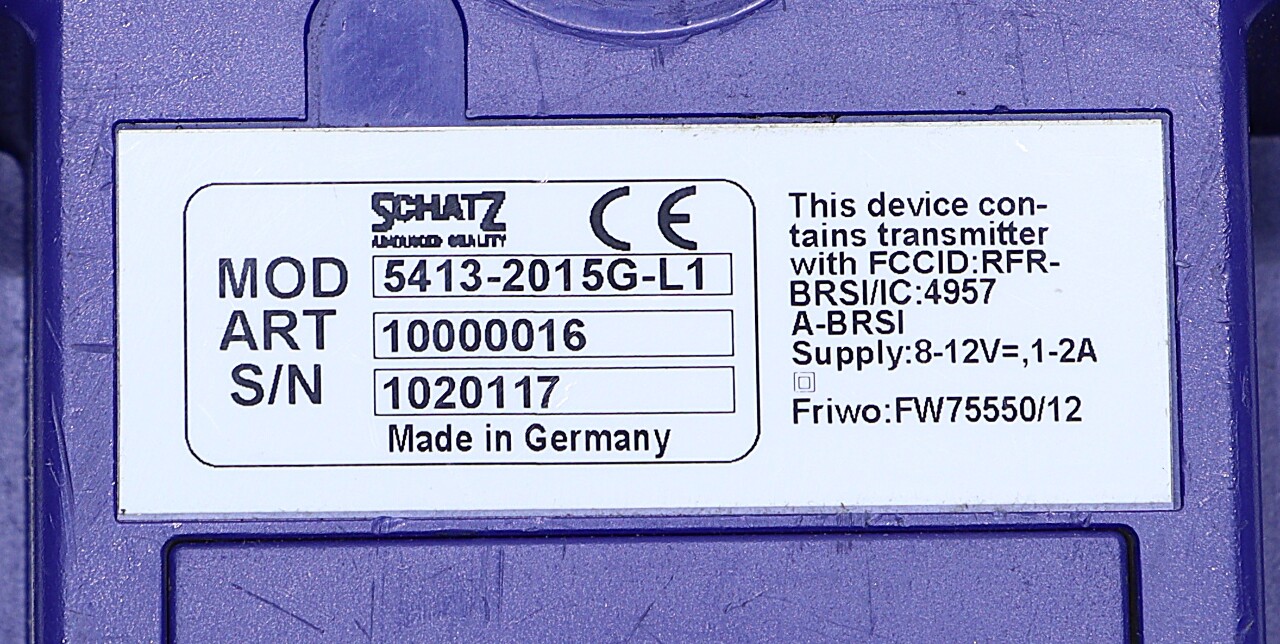 SCHATZ
CE
MOD 5413-2015G-L1
ART 10000016
S/N 1020117
Made in Germany
This device con-
tains transmitter
with FCCID:RFR-
BRSI/IC:4957
A-BRSI
Supply:8-12V=,1-2A
Friwo:FW75550/12